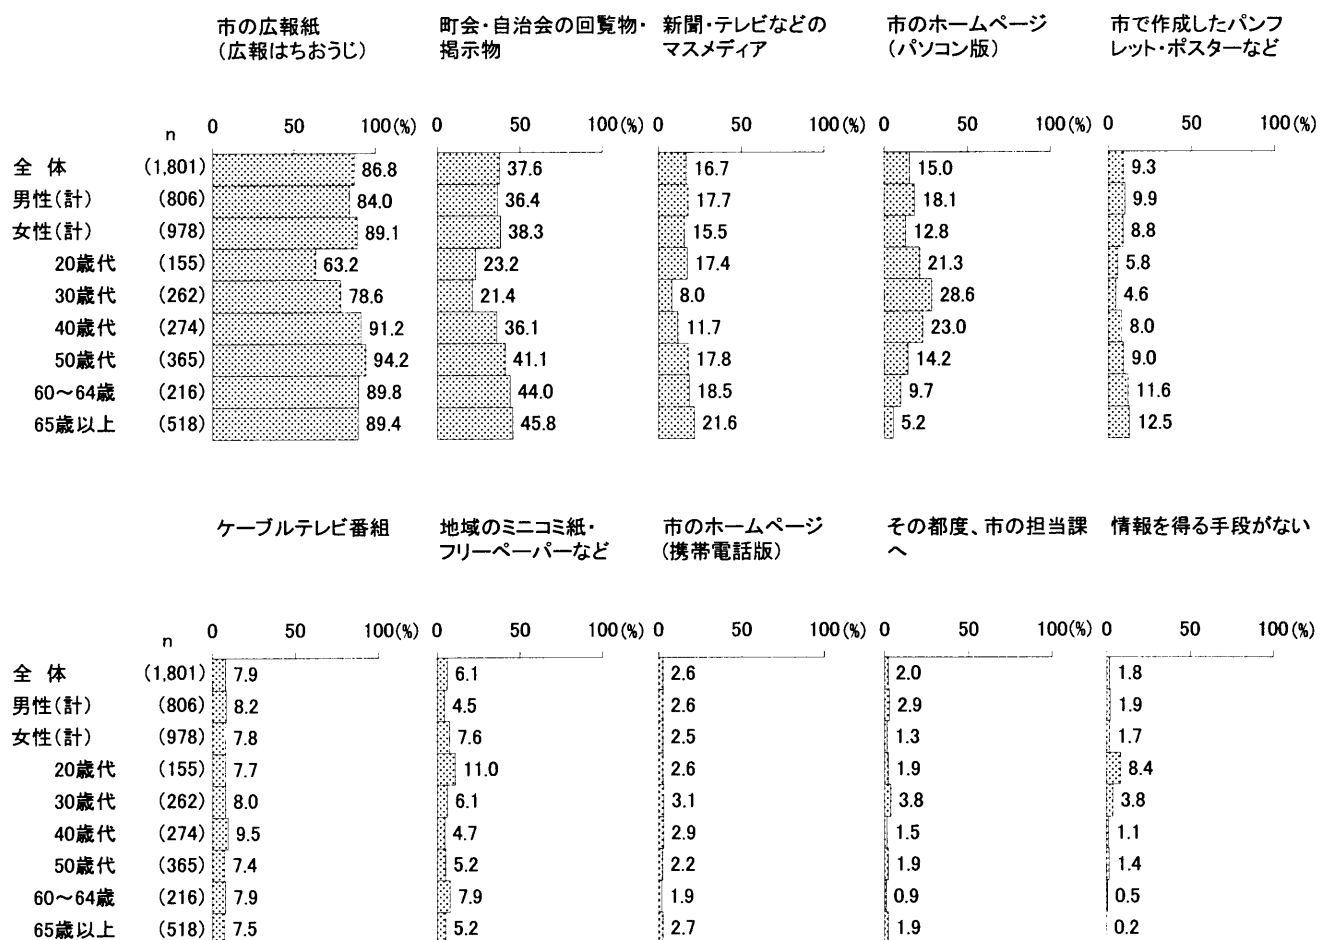 市の広報紙 町会・自治会の回覧物・ 新聞・テレビなどの 市のホームページ 市で作成したパンフ
(広報はちおうじ) 掲示物 マスメディア (パソコン版) レット・ポスターなど
n 0 50 100(%) 0 50 100(%) 0 50 100(%) 0 50 100(%) 0 50 100(%)
全 体 (1,801) 86.8 37.6 16.7 15.0 9.3
男性(計) (806) 84.0 36.4 17.7 18.1 9.9
女性(計) (978) 89.1 38.3 15.5 12.8 8.8
20歳代 (155) 63.2 23.2 17.4 21.3 5.8
30歳代 (262) 78.6 21.4 8.0 28.6 4.6
40歳代 (274) 91.2 36.1 11.7 23.0 8.0
50歳代 (365) 94.2 41.1 17.8 14.2 9.0
60～64歳 (216) 89.8 44.0 18.5 9.7 11.6
65歳以上 (518) 89.4 45.8 21.6 5.2 12.5
ケーブルテレビ番組 地域のミニコミ紙・ 市のホームページ その都度、市の担当課 情報を得る手段がない
フリーペーパーなど (携帯電話版) へ
n 0 50 100(%) 0 50 100(%) 0 50 100(%) 0 50 100(%) 0 50 100(%)
全 体 (1,801) 7.9 6.1 2.6 2.0 1.8
男性(計) (806) 8.2 4.5 2.6 2.9 1.9
女性(計) (978) 7.8 7.6 2.5 1.3 1.7
20歳代 (155) 7.7 11.0 2.6 1.9 8.4
30歳代 (262) 8.0 6.1 3.1 3.8 3.8
40歳代 (274) 9.5 4.7 2.9 1.5 1.1
50歳代 (365) 7.4 5.2 2.2 1.9 1.4
60～64歳 (216) 7.9 7.9 1.9 0.9 0.5
65歳以上 (518) 7.5 5.2 2.7 1.9 0.2